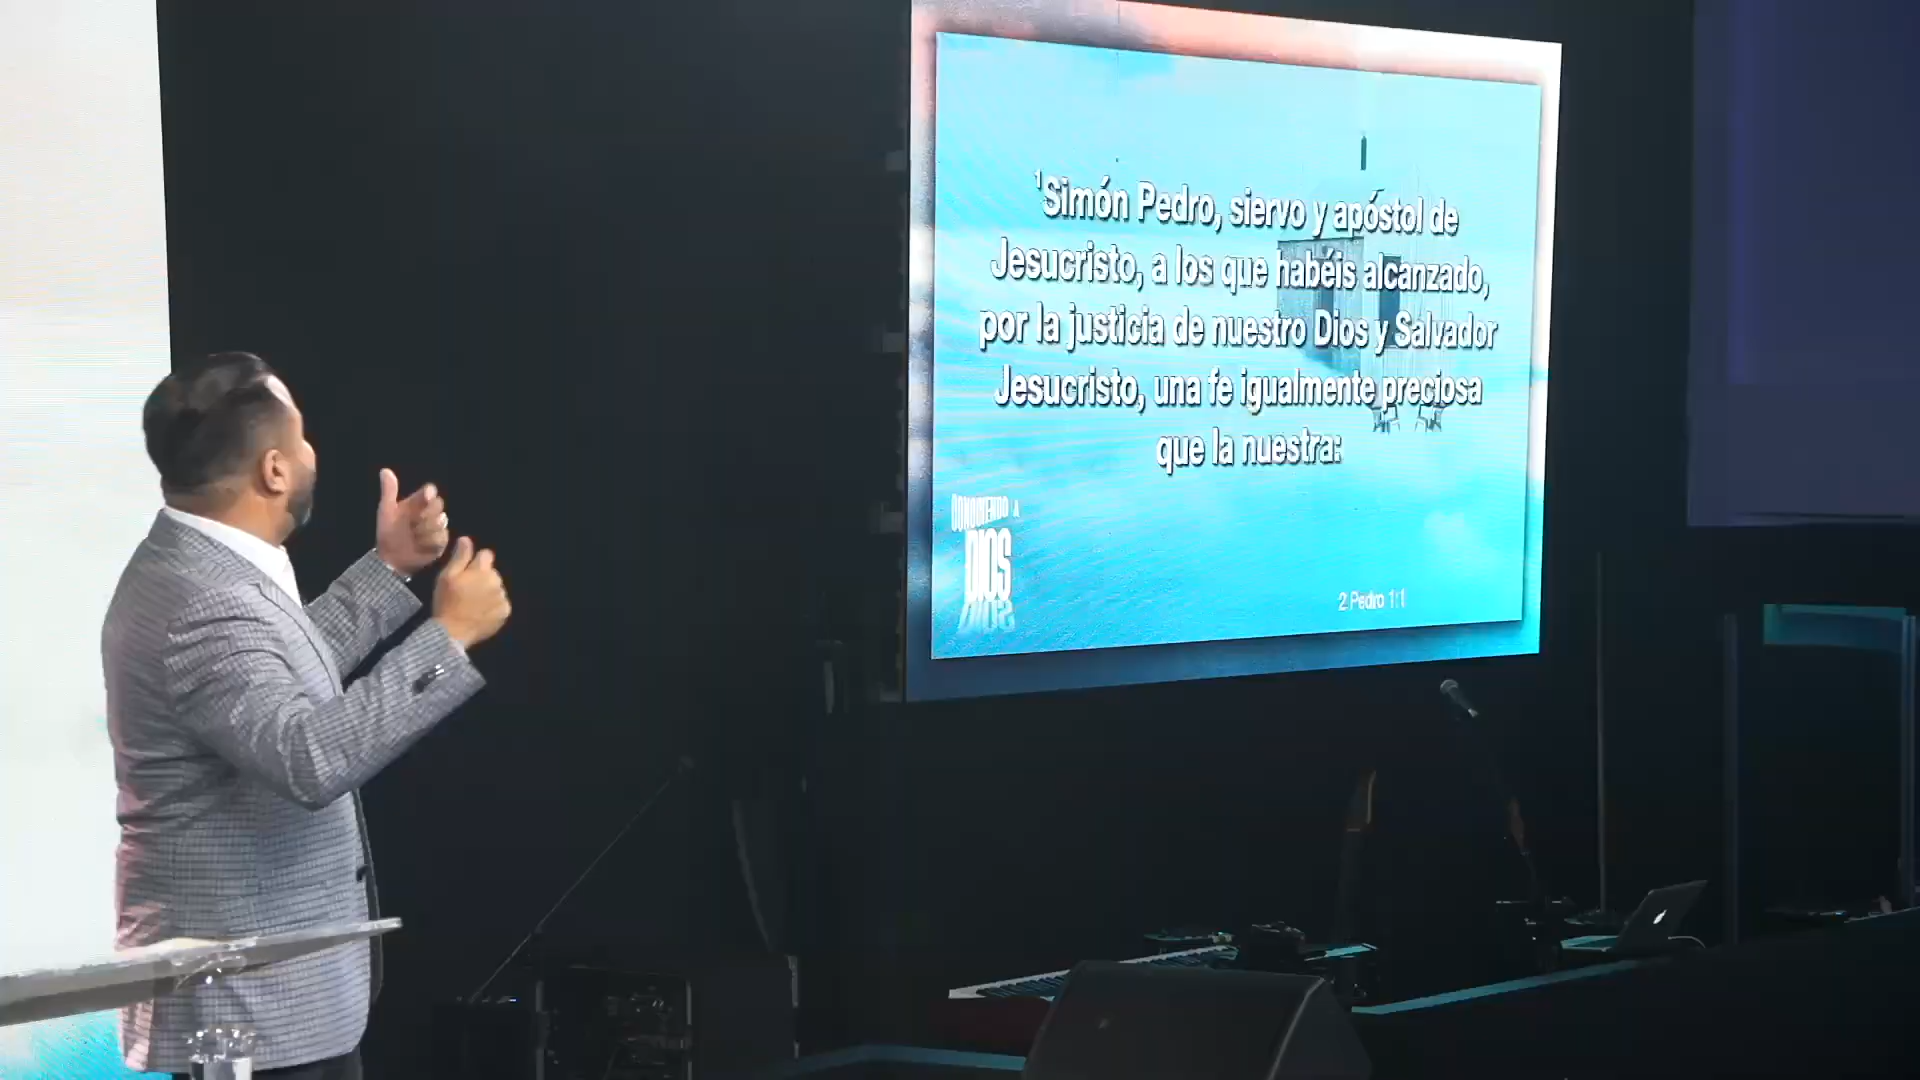 ¹Simón Pedro, siervo y apóstol de
Jesucristo, a los que habéis alcanzado,
por la justicia de nuestro Dios y Salvador
Jesucristo, una fe igualmente preciosa
que la nuestra:
CONOCIENDO A
DIOS
2 Pedro 1:1